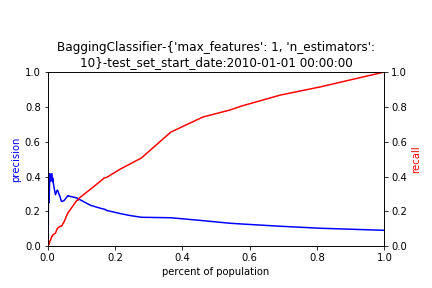 BaggingClassifier-{'max_features': 1, 'n_estimators':
10}-test_set_start_date:2010-01-01 00:00:00
1.0
0.8
0.6
0.4
0.2
0.0
precision
1.0
0.8
0.6
0.4
0.2
0.0
recall
0.0 0.2 0.4 0.6 0.8 1.0
percent of population